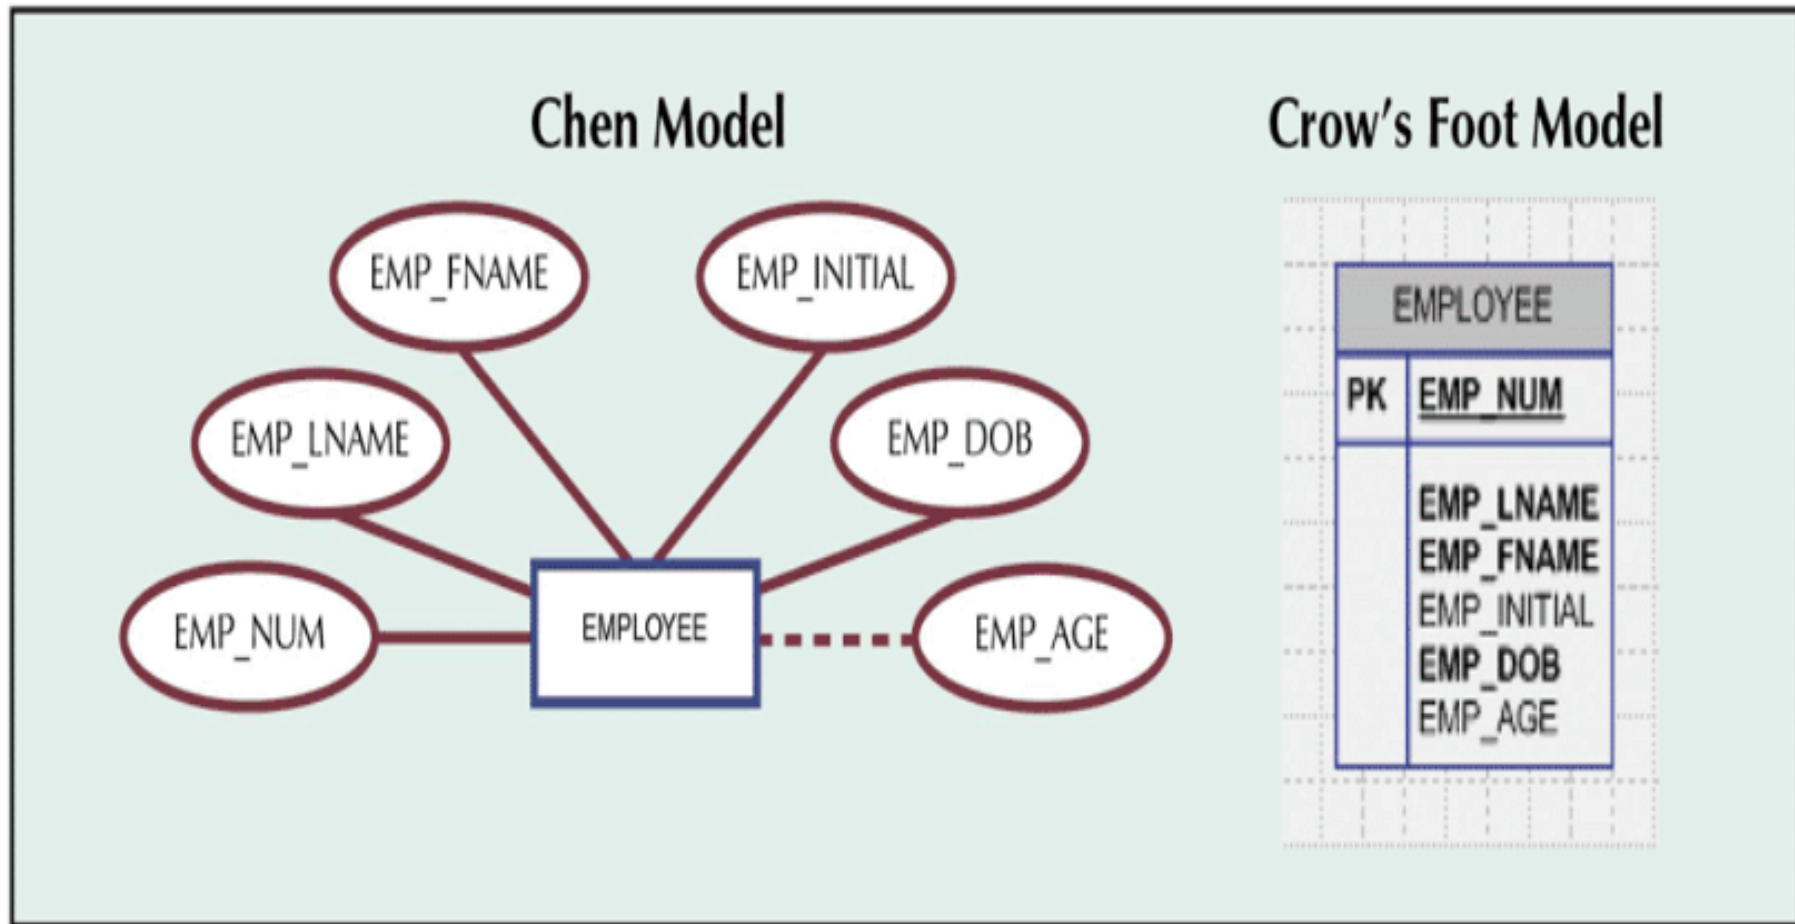 Chen Model
EMP_FNAME
EMP_INITIAL
EMP_LNAME
EMP_DOB
EMP_NUM
EMPLOYEE
EMP_AGE
Crow's Foot Model
EMPLOYEE
PK EMP_NUM
EMP_LNAME
EMP_FNAME
EMP_INITIAL
EMP_DOB
EMP_AGE